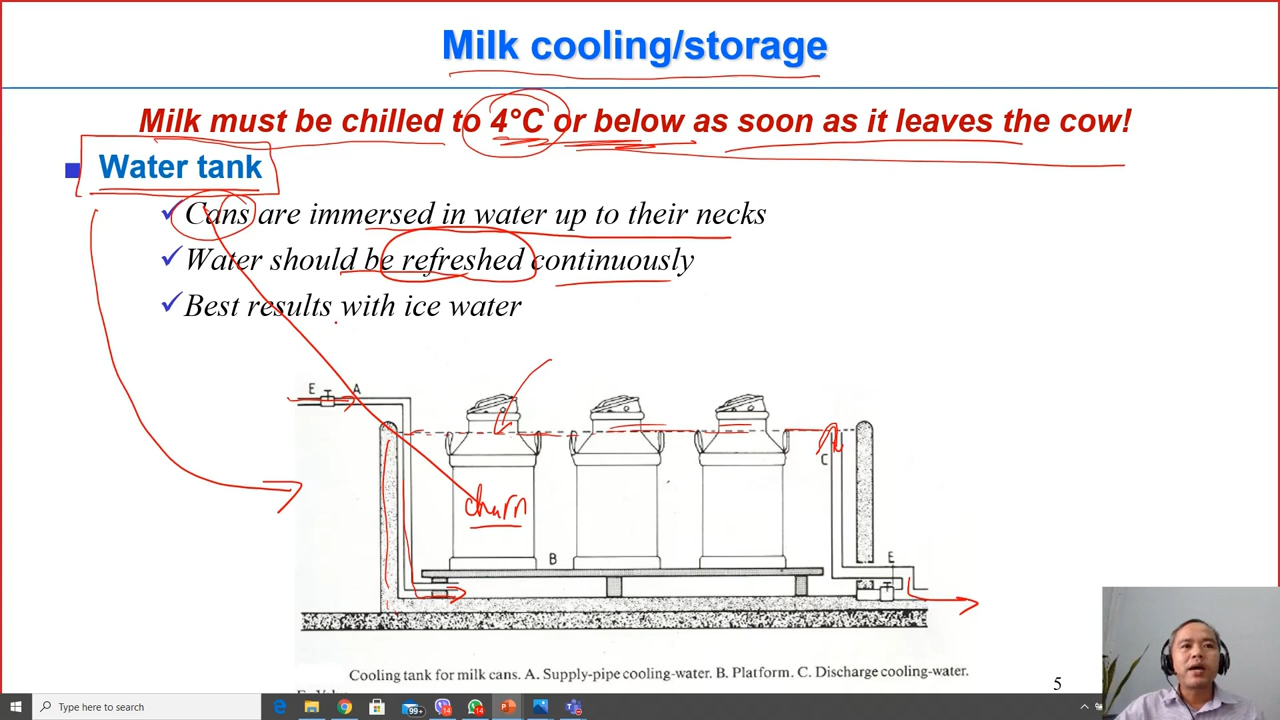 Milk cooling/storage
Milk must be chilled to 4°C or below as soon as it leaves the cow!
Water tank
✓Cans are immersed in water up to their necks
✓Water should be refreshed continuously
✓Best results with ice water
E A
C
churn
B
E
Cooling tank for milk cans. A. Supply-pipe cooling-water. B. Platform. C. Discharge cooling-water.
5
Type here to search
99+
14
14